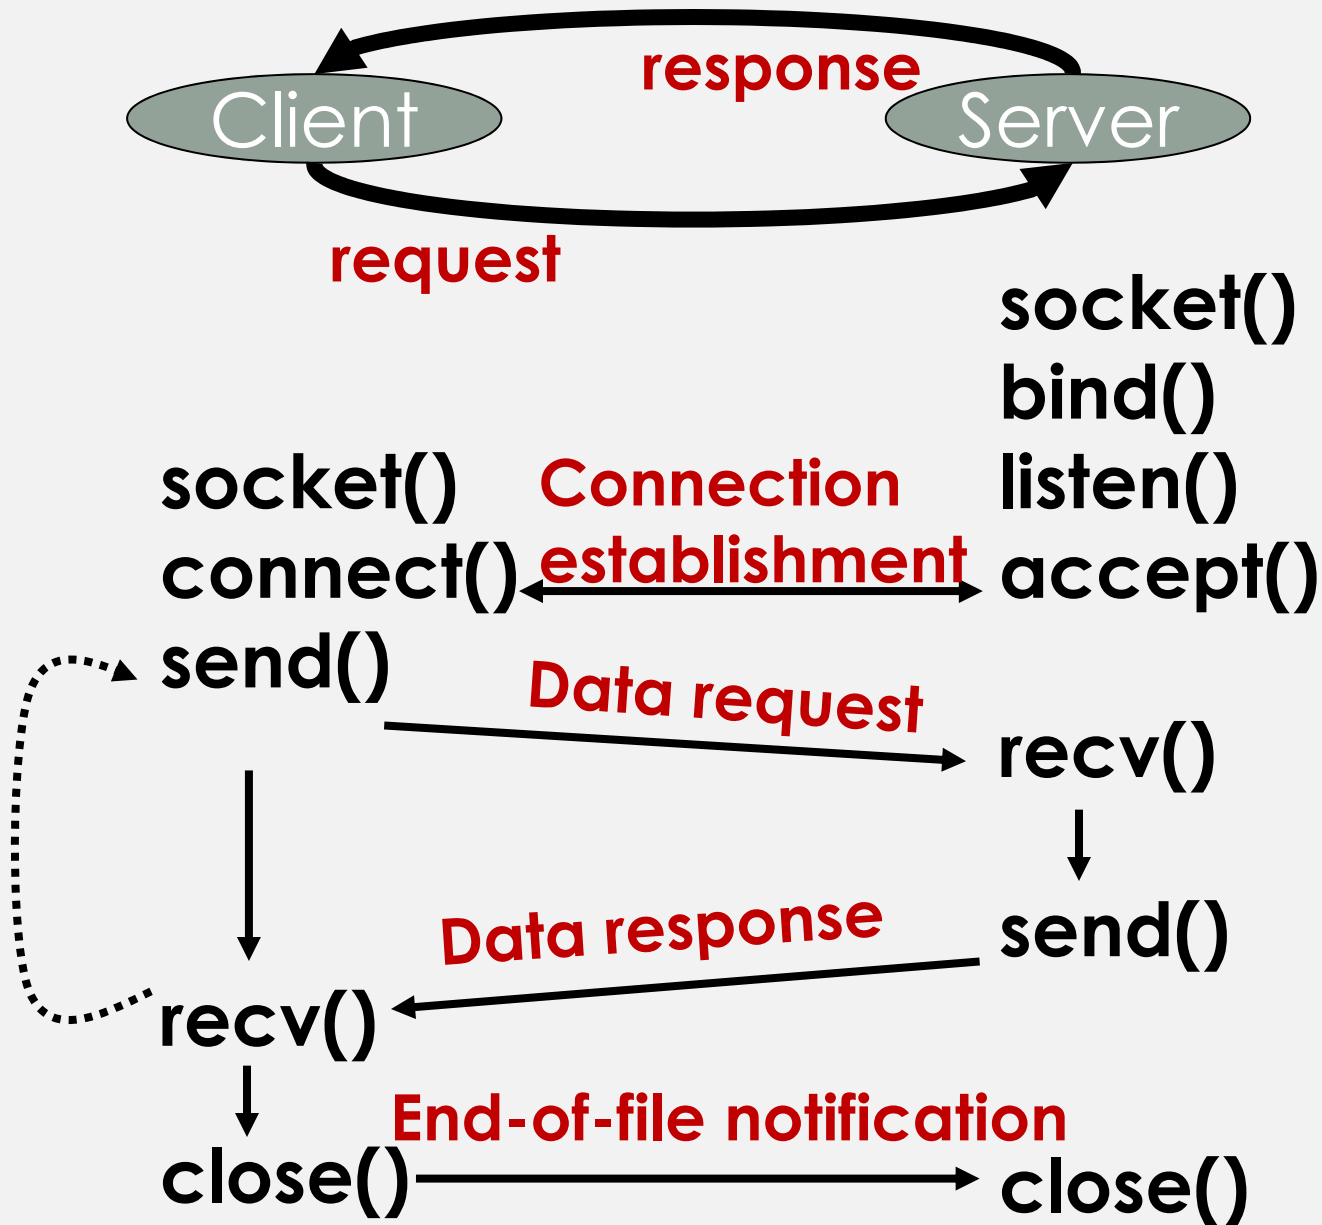 response
Client
Server
request
socket()
bind()
socket()
Connection
listen()
connect()
establishment
accept()
send()
Data request
recv()
send()
Data response
recv()
End-of-file notification
close()
close()